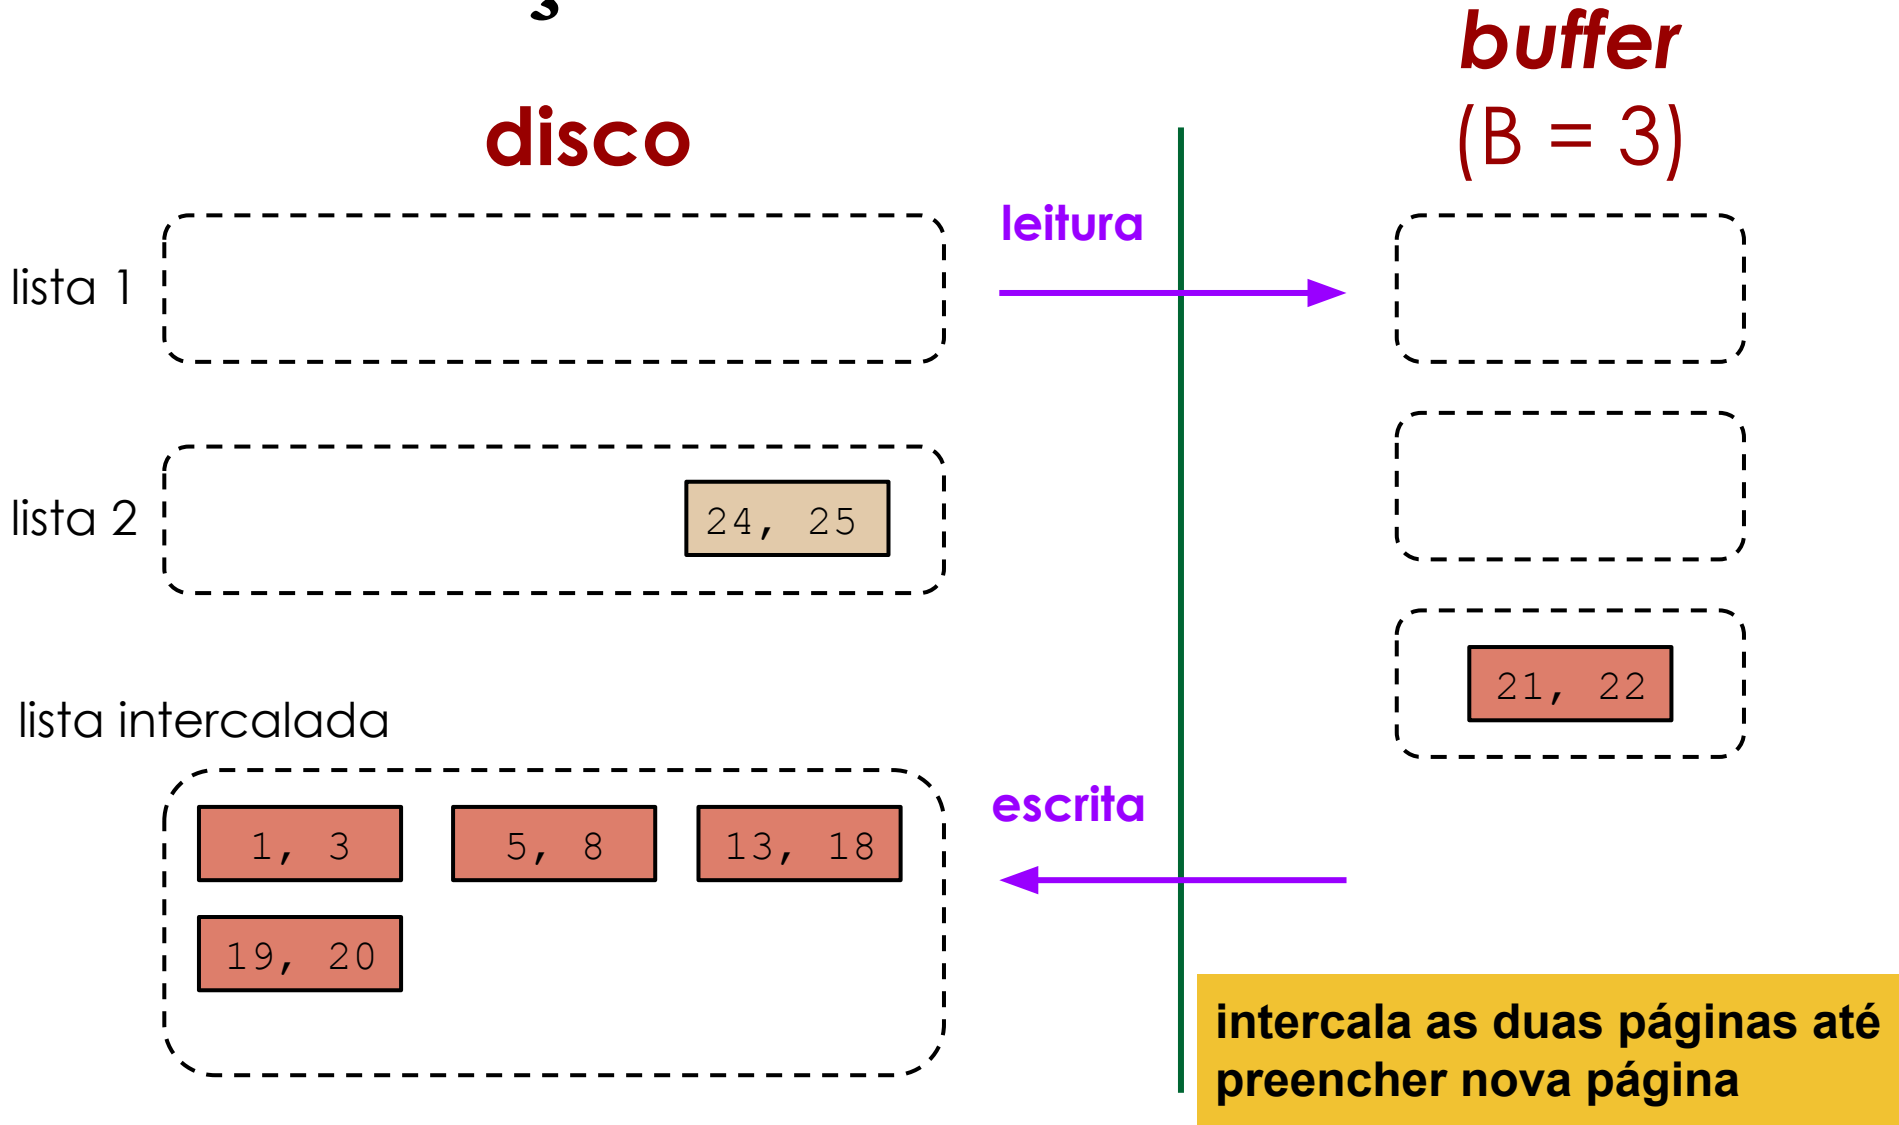 buffer
disco
(B = 3)
leitura
lista 1
lista 2
24, 25
21, 22
lista intercalada
escrita
1, 3
5, 8
13, 18
19, 20
intercala as duas páginas até
preencher nova página